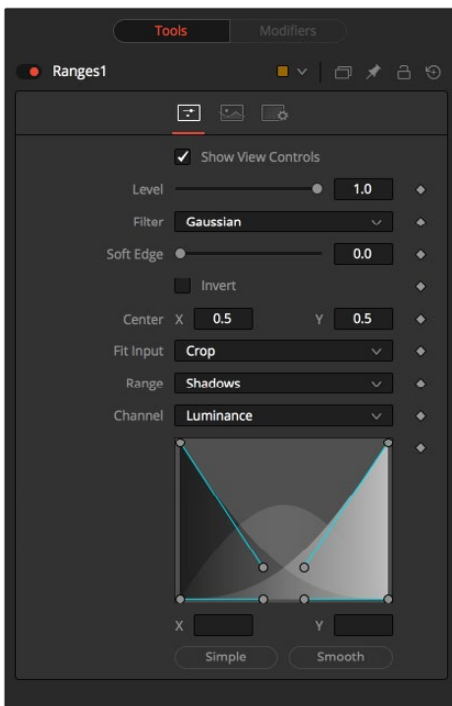 Tools Modifiers
Ranges1
Show View Controls
Level 1.0
Filter Gaussian
Soft Edge 0.0
Invert
Center X 0.5 Y 0.5
Fit Input Crop
Range Shadows
Channel Luminance
X Y
Simple Smooth